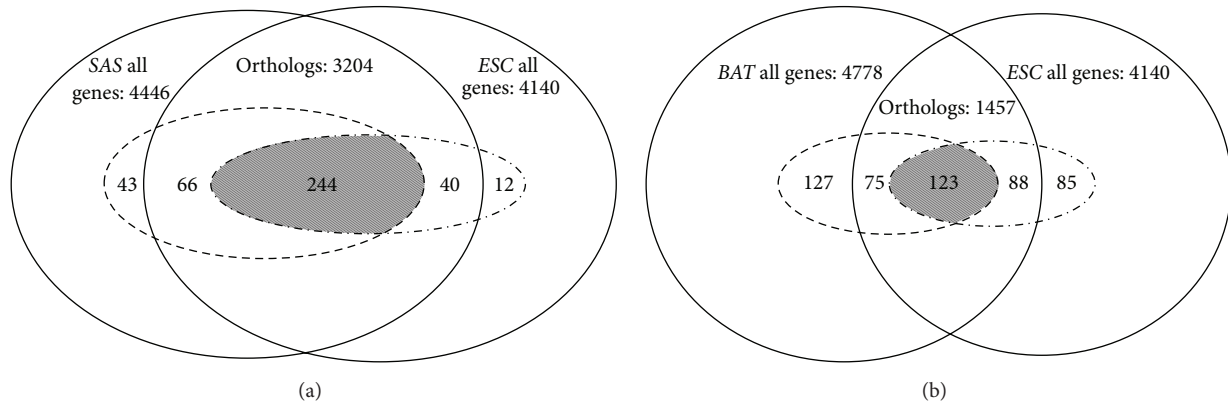 SAS all
genes: 4446
Orthologs: 3204
ESC all
genes: 4140
43
66
244
40
12
(a)
BAT all genes: 4778
ESC all genes: 4140
Orthologs: 1457
127
75
123
88
85
(b)